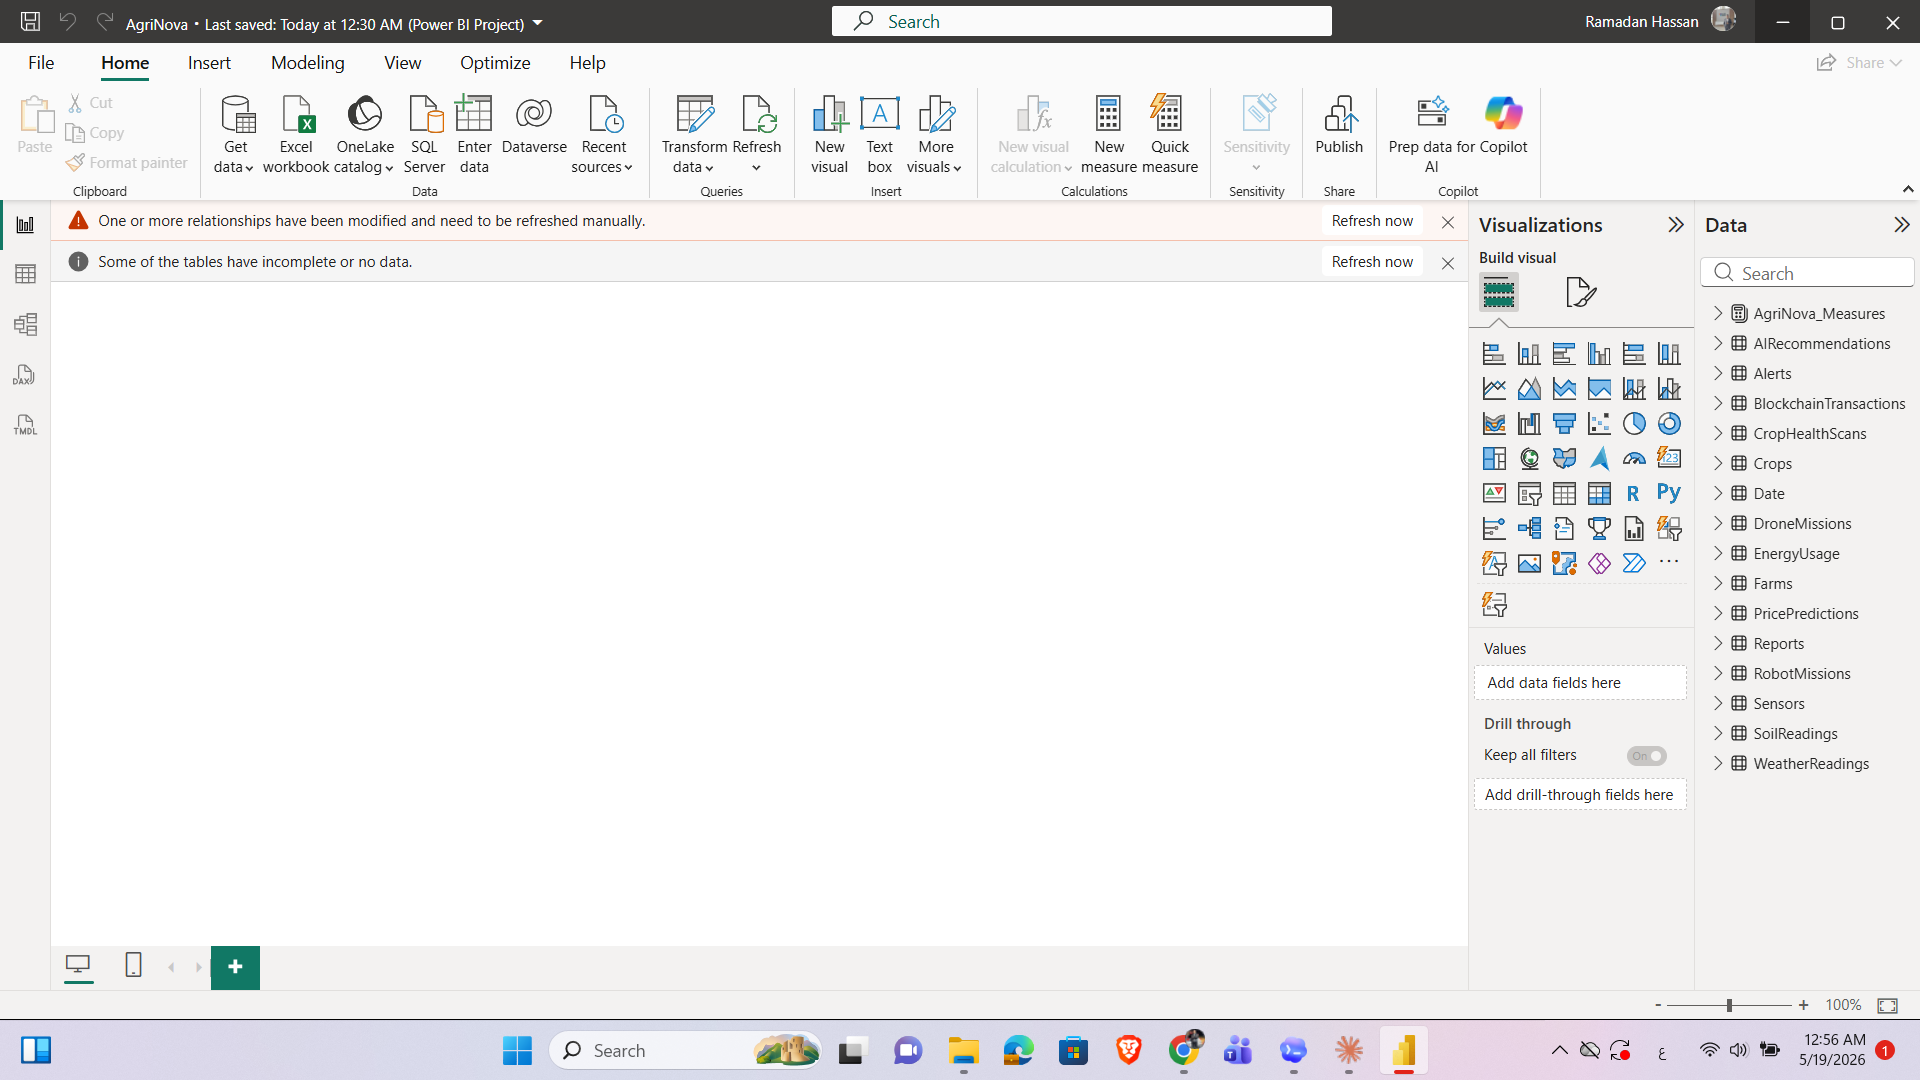 AgriNova • Last saved: Today at 12:30 AM (Power BI Project)
Search
Ramadan Hassan
File
Home
Insert
Modeling
View
Optimize
Help
Share
Paste
Cut
Copy
Format painter
Clipboard
Get data
Excel workbook
OneLake catalog
SQL Server
Enter data
Dataverse
Recent sources
Data
Transform data
Refresh
Queries
New visual
Text box
More visuals
Insert
New visual calculation
New measure
Quick measure
Calculations
Sensitivity
Sensitivity
Publish
Share
Prep data for AI
Copilot
Copilot
One or more relationships have been modified and need to be refreshed manually.
Refresh now
Some of the tables have incomplete or no data.
Refresh now
DAX
TMDL
Visualizations
Build visual
123
R
Py
Values
Add data fields here
Drill through
Keep all filters
On
Add drill-through fields here
Data
Search
AgriNova_Measures
AIRecommendations
Alerts
BlockchainTransactions
CropHealthScans
Crops
Date
DroneMissions
EnergyUsage
Farms
PricePredictions
Reports
RobotMissions
Sensors
SoilReadings
WeatherReadings
- + 100%
Search
ع
12:56 AM
5/19/2026
1